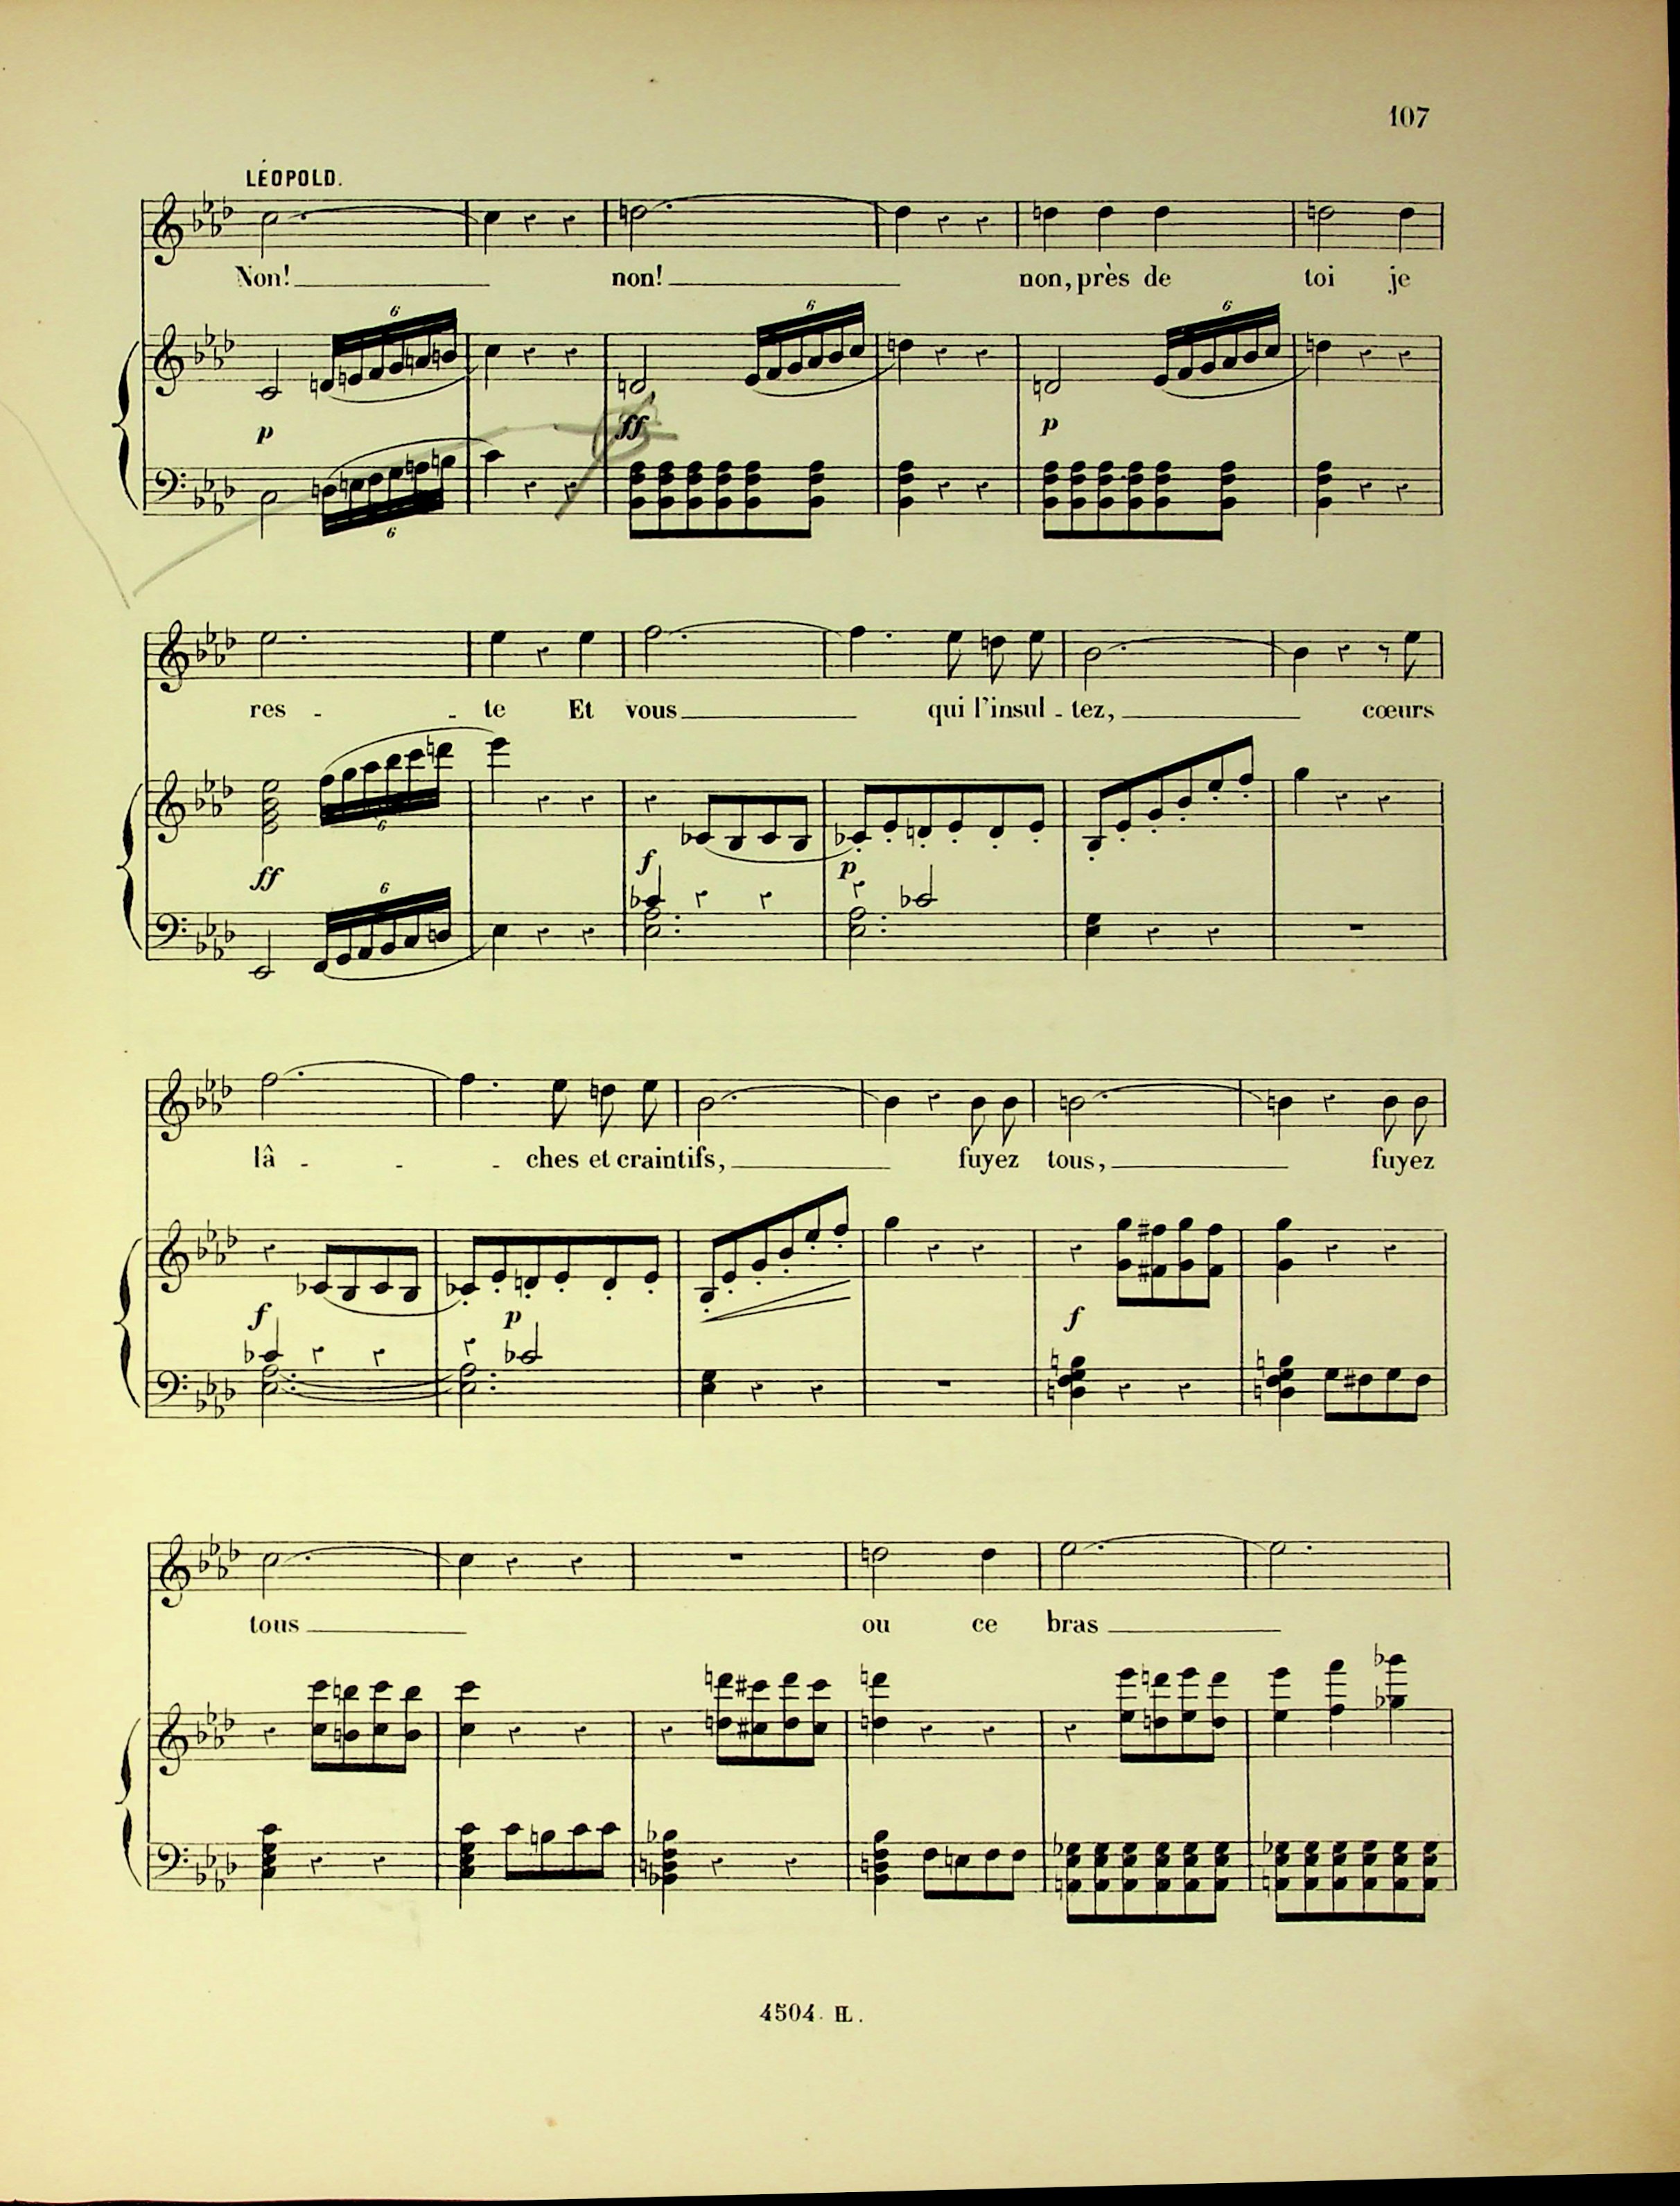 107
LÉOPOLD.
Non! non! non, près de toi je
6 6 6
p ff p
6
res - - te Et vous qui l'insul - tez, cœurs
6
ff f p
6
lâ - - - ches et craintifs, fuyez tous, fuyez
f p f
tous ou ce bras
4504. H.